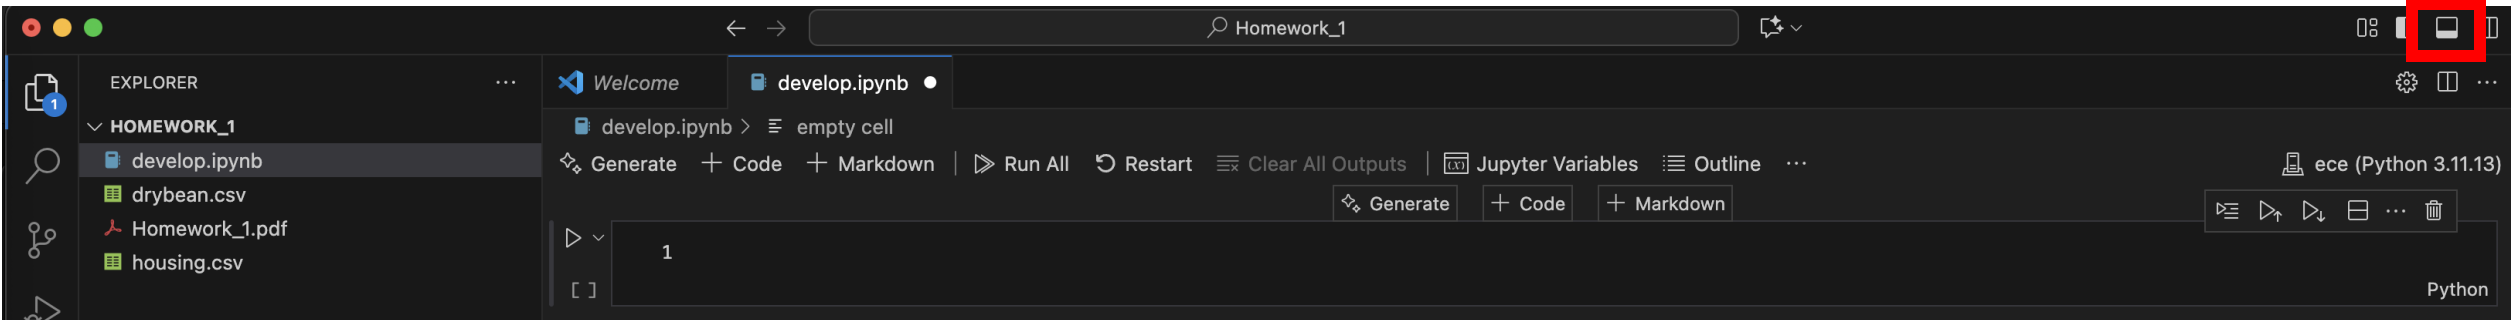 Homework_1
EXPLORER
Welcome
develop.ipynb
1
HOMEWORK_1
develop.ipynb > empty cell
develop.ipynb
Generate
Code
Markdown
Run All
Restart
Clear All Outputs
Jupyter Variables
Outline
ece (Python 3.11.13)
drybean.csv
Generate
Code
Markdown
Homework_1.pdf
housing.csv
1
[ ]
Python